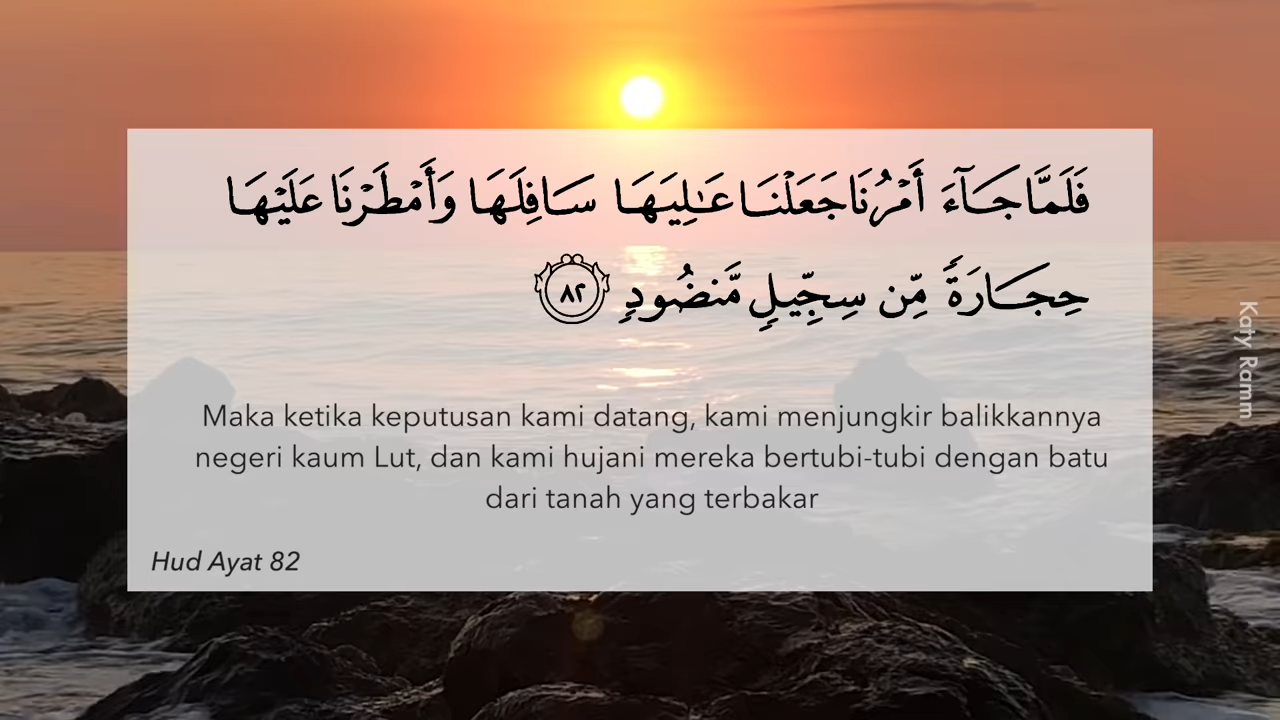 فَلَمَّا جَآءَ أَمْرُنَا جَعَلْنَا عَـٰلِيَهَا سَافِلَهَا وَأَمْطَرْنَا عَلَيْهَا
حِجَارَةً مِّن سِجِّيلٍ مَّنضُودٍ ٨٢
Maka ketika keputusan kami datang, kami menjungkir balikkannya
negeri kaum Lut, dan kami hujani mereka bertubi-tubi dengan batu
dari tanah yang terbakar
Hud Ayat 82
Katy Ramm